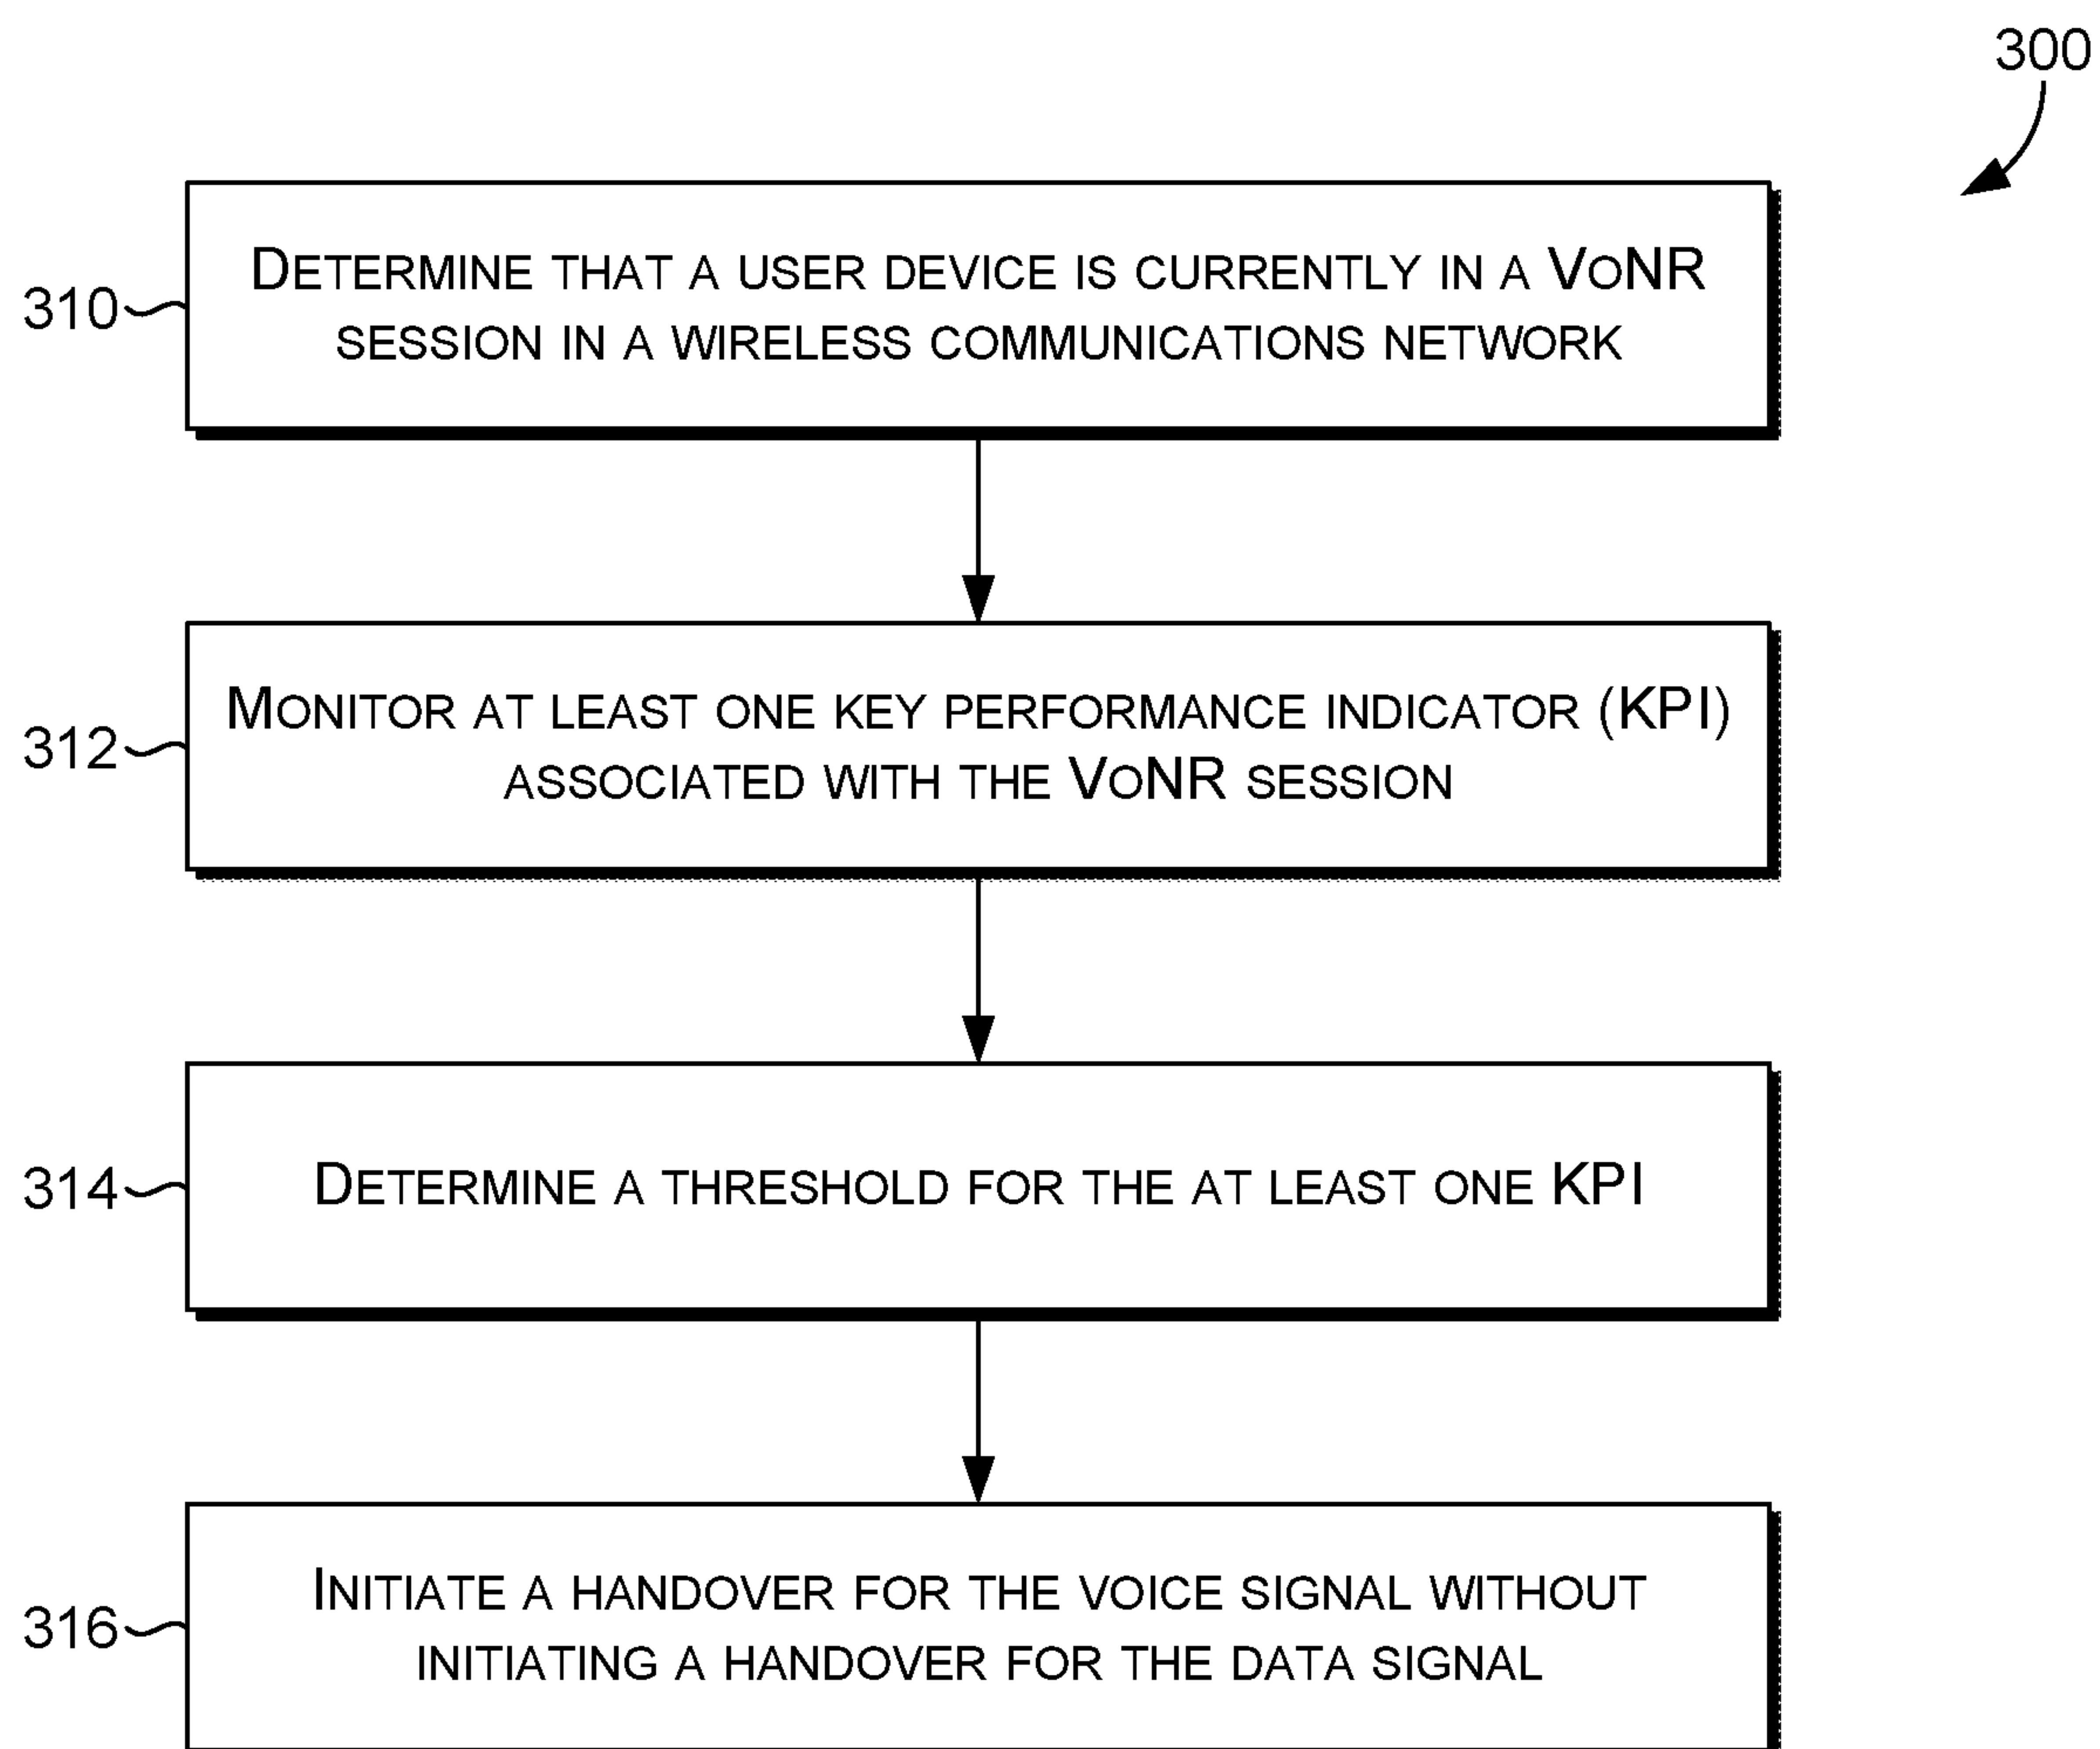 300
310
DETERMINE THAT A USER DEVICE IS CURRENTLY IN A VONR
SESSION IN A WIRELESS COMMUNICATIONS NETWORK
312
MONITOR AT LEAST ONE KEY PERFORMANCE INDICATOR (KPI)
ASSOCIATED WITH THE VONR SESSION
314
DETERMINE A THRESHOLD FOR THE AT LEAST ONE KPI
316
INITIATE A HANDOVER FOR THE VOICE SIGNAL WITHOUT
INITIATING A HANDOVER FOR THE DATA SIGNAL